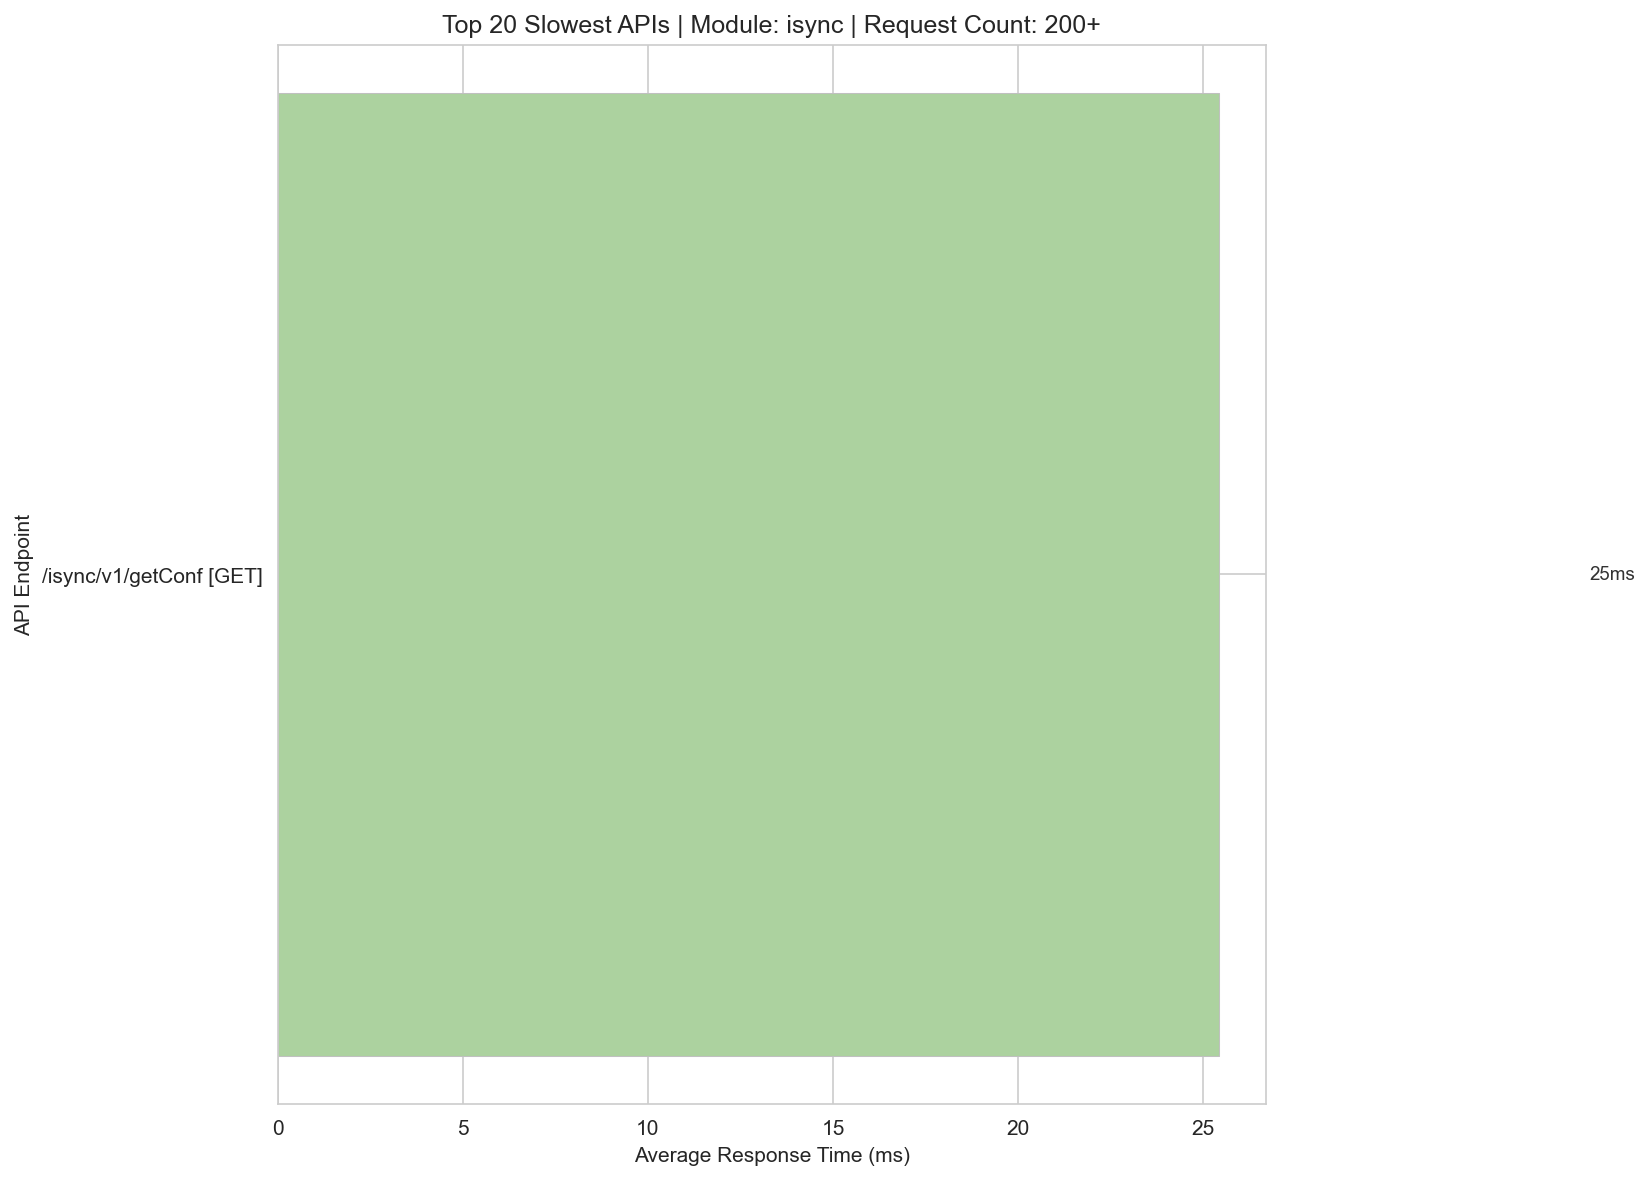 Top 20 Slowest APIs | Module: isync | Request Count: 200+
API Endpoint
/isync/v1/getConf [GET]
25ms
0 5 10 15 20 25
Average Response Time (ms)